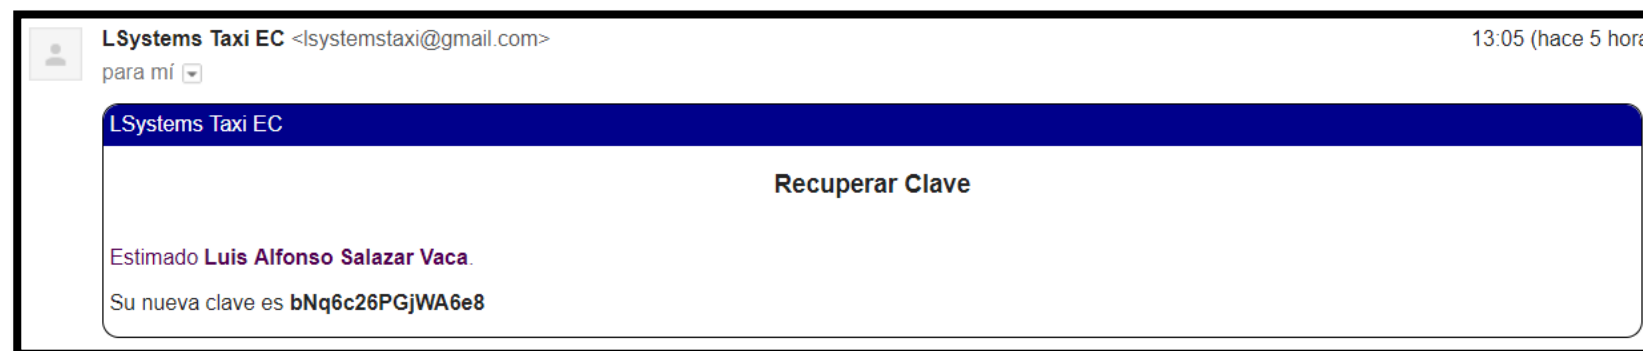 LSystems Taxi EC <lsystemstaxi@gmail.com> 13:05 (hace 5 hora
para mí
LSystems Taxi EC
Recuperar Clave
Estimado Luis Alfonso Salazar Vaca.
Su nueva clave es bNq6c26PGjWA6e8